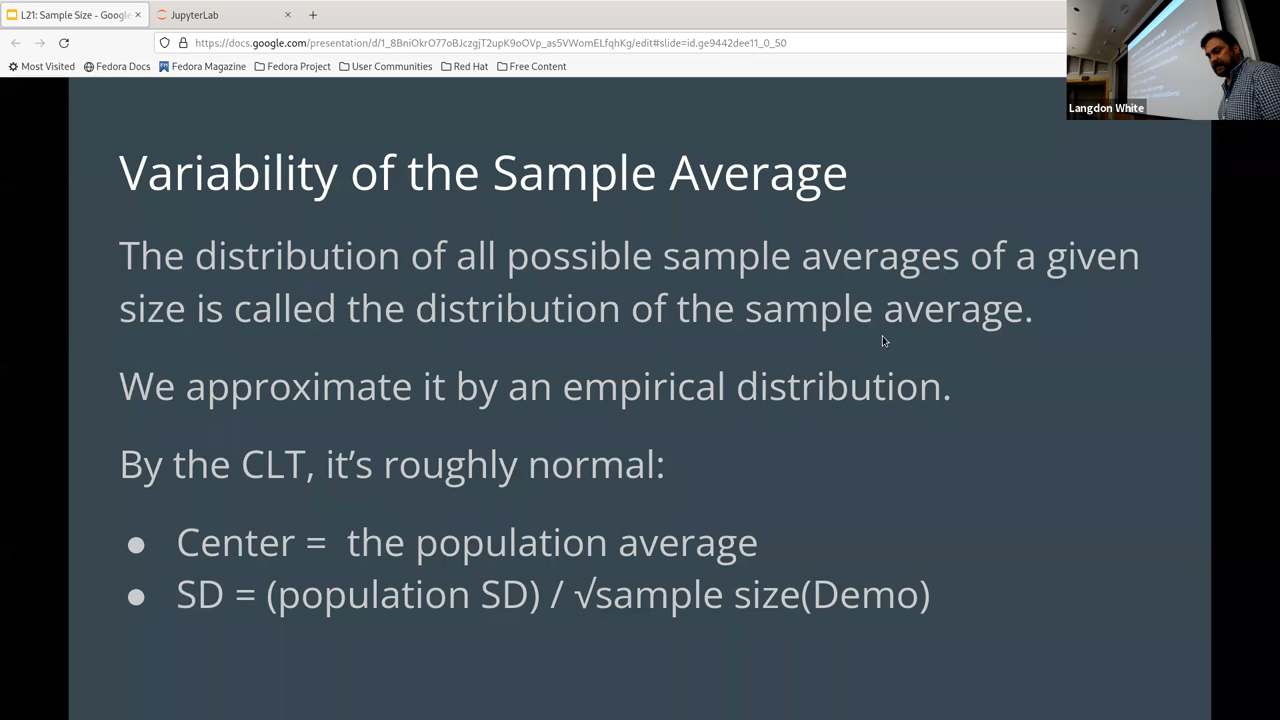 L21: Sample Size - Google
JupyterLab
https://docs.google.com/presentation/d/1_8BniOkrO77oBJczgjT2upK9oOVp_as5VWomELfqhKg/edit#slide=id.ge9442dee11_0_50
Most Visited Fedora Docs Fedora Magazine Fedora Project User Communities Red Hat Free Content
Langdon White
Variability of the Sample Average
The distribution of all possible sample averages of a given
size is called the distribution of the sample average.
We approximate it by an empirical distribution.
By the CLT, it’s roughly normal:
● Center = the population average
● SD = (population SD) / √sample size(Demo)